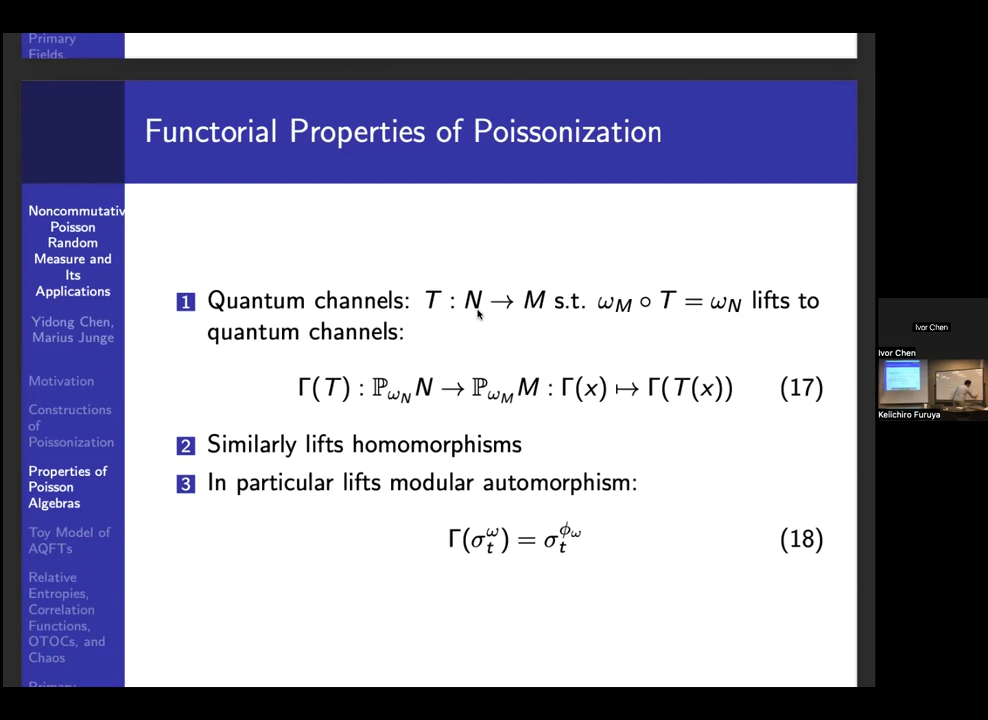 Primary
Fields,
Functorial Properties of Poissonization
Noncommutativ
Poisson
Random
Measure and
Its
Applications
Yidong Chen,
Marius Junge
Motivation
Constructions
of
Poissonization
Properties of
Poisson
Algebras
Toy Model of
AQFTs
Relative
Entropies,
Correlation
Functions,
OTOCs, and
Chaos
Primary
1 Quantum channels: T : N → M s.t. ω_M ∘ T = ω_N lifts to
quantum channels:
Γ(T) : ℙ_{ω_N} N → ℙ_{ω_M} M : Γ(x) ↦ Γ(T(x)) (17)
2 Similarly lifts homomorphisms
3 In particular lifts modular automorphism:
Γ(σ_t^ω) = σ_t^{ϕ_ω} (18)
Ivor Chen
Ivor Chen
Keiichiro Furuya